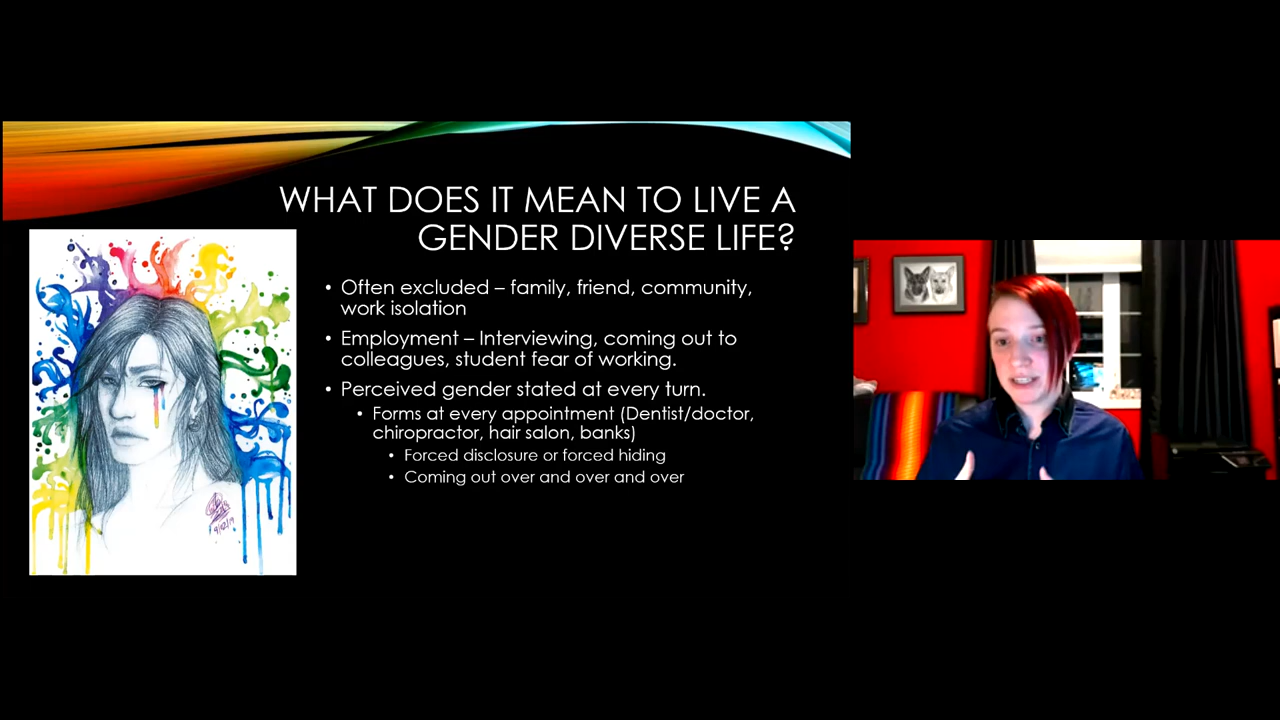 WHAT DOES IT MEAN TO LIVE A
GENDER DIVERSE LIFE?
• Often excluded – family, friend, community,
work isolation
• Employment – Interviewing, coming out to
colleagues, student fear of working.
• Perceived gender stated at every turn.
• Forms at every appointment (Dentist/doctor,
chiropractor, hair salon, banks)
• Forced disclosure or forced hiding
• Coming out over and over and over